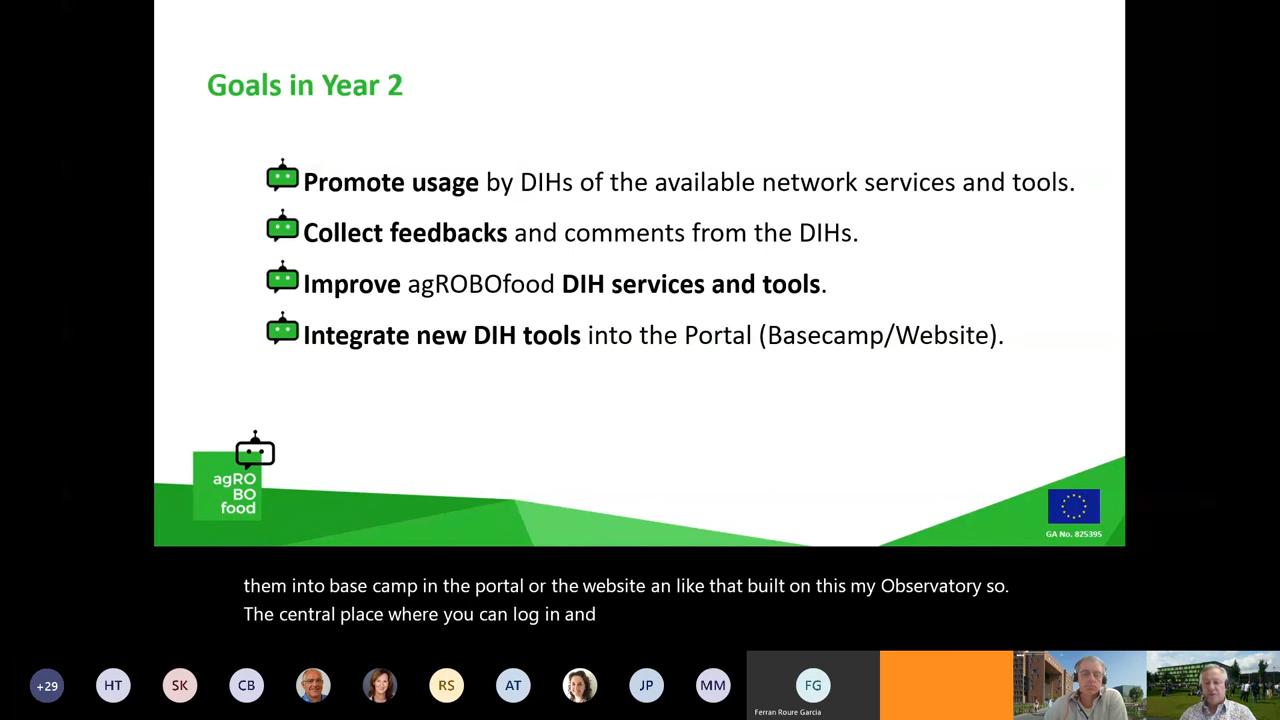 Goals in Year 2
Promote usage by DIHs of the available network services and tools.
Collect feedbacks and comments from the DIHs.
Improve agROBOfood DIH services and tools.
Integrate new DIH tools into the Portal (Basecamp/Website).
agRO
BO
food
GA No. 825395
them into base camp in the portal or the website an like that built on this my Observatory so.
The central place where you can log in and
+29
HT
SK
CB
RS
AT
JP
MM
FG
Ferran Roure Garcia